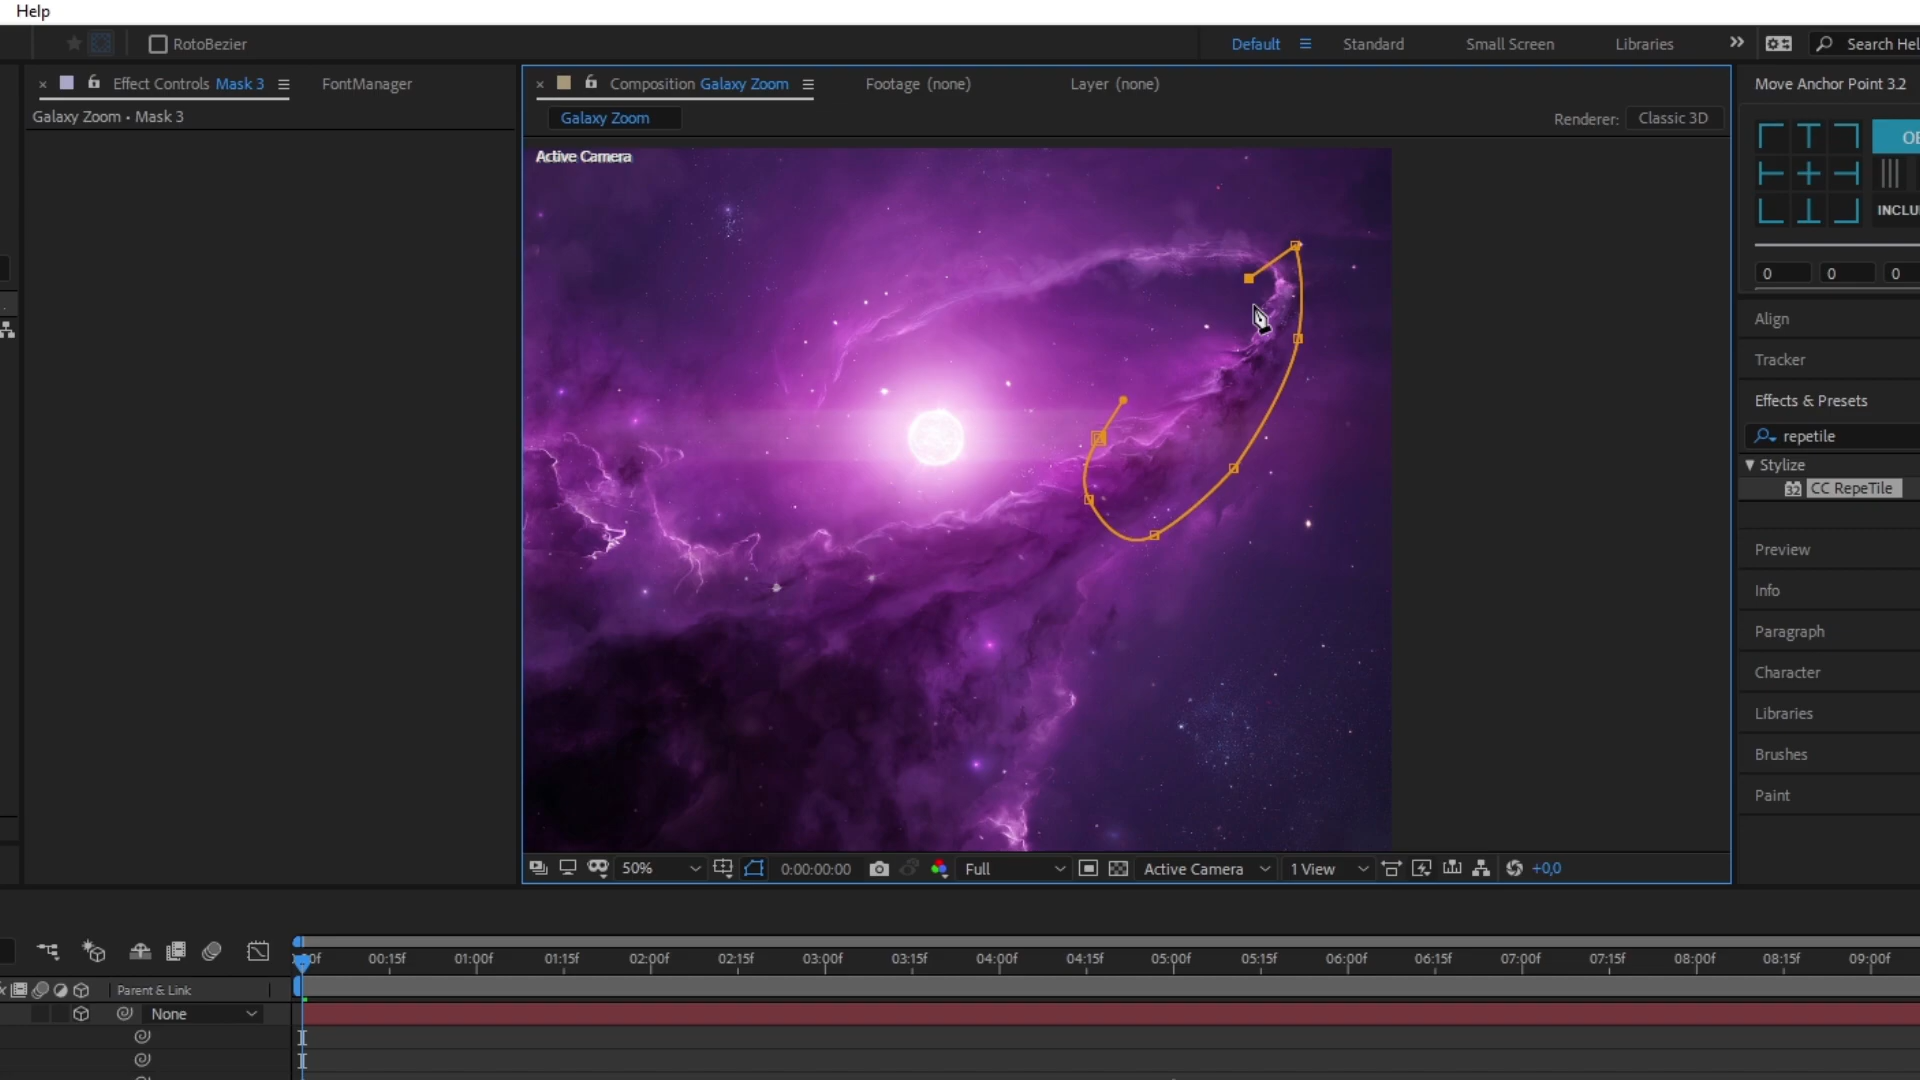 Help
RotoBezier
Default
Standard
Small Screen
Libraries
Search Hel
Effect Controls Mask 3
FontManager
Composition Galaxy Zoom
Footage (none)
Layer (none)
Move Anchor Point 3.2
Galaxy Zoom • Mask 3
Galaxy Zoom
Renderer:
Classic 3D
Active Camera
INCLU
0
0
0
Align
Tracker
Effects & Presets
repetile
Stylize
32
CC RepeTile
Preview
Info
Paragraph
Character
Libraries
Brushes
Paint
50%
0:00:00:00
Full
Active Camera
1 View
+0,0
00:15f
01:00f
01:15f
02:00f
02:15f
03:00f
03:15f
04:00f
04:15f
05:00f
05:15f
06:00f
06:15f
07:00f
07:15f
08:00f
08:15f
09:00f
Parent & Link
None